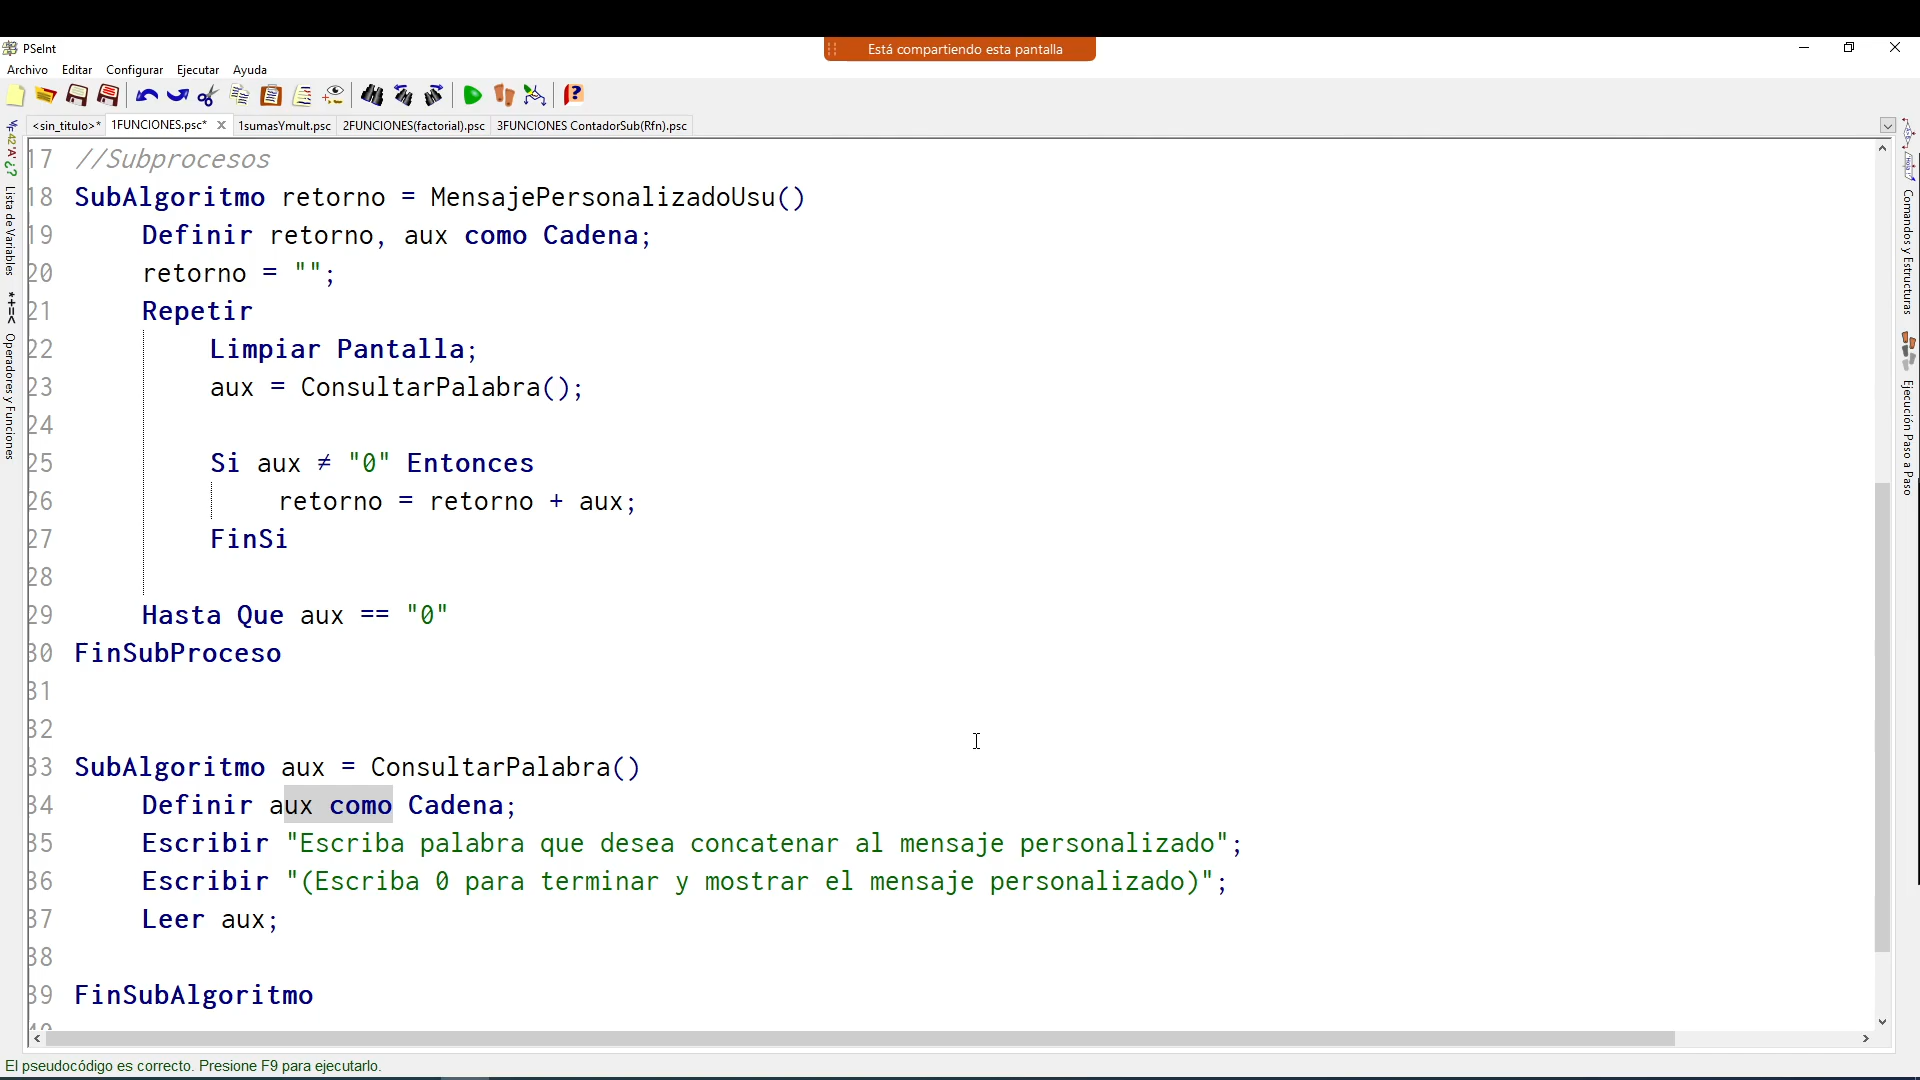 PSeInt
Está compartiendo esta pantalla
Archivo Editar Configurar Ejecutar Ayuda
<sin_titulo>* 1FUNCIONES.psc* 1sumasYmult.psc 2FUNCIONES(factorial).psc 3FUNCIONES ContadorSub(Rfn).psc
17 //Subprocesos
18 SubAlgoritmo retorno = MensajePersonalizadoUsu()
19 Definir retorno, aux como Cadena;
20 retorno = "";
21 Repetir
22 Limpiar Pantalla;
23 aux = ConsultarPalabra();
24
25 Si aux ≠ "0" Entonces
26 retorno = retorno + aux;
27 FinSi
28
29 Hasta Que aux == "0"
30 FinSubProceso
31
32
33 SubAlgoritmo aux = ConsultarPalabra()
34 Definir aux como Cadena;
35 Escribir "Escriba palabra que desea concatenar al mensaje personalizado";
36 Escribir "(Escriba 0 para terminar y mostrar el mensaje personalizado)";
37 Leer aux;
38
39 FinSubAlgoritmo
40
Lista de Variables
*+=< Operadores y Funciones
Comandos y Estructuras
Ejecución Paso a Paso
El pseudocódigo es correcto. Presione F9 para ejecutarlo.